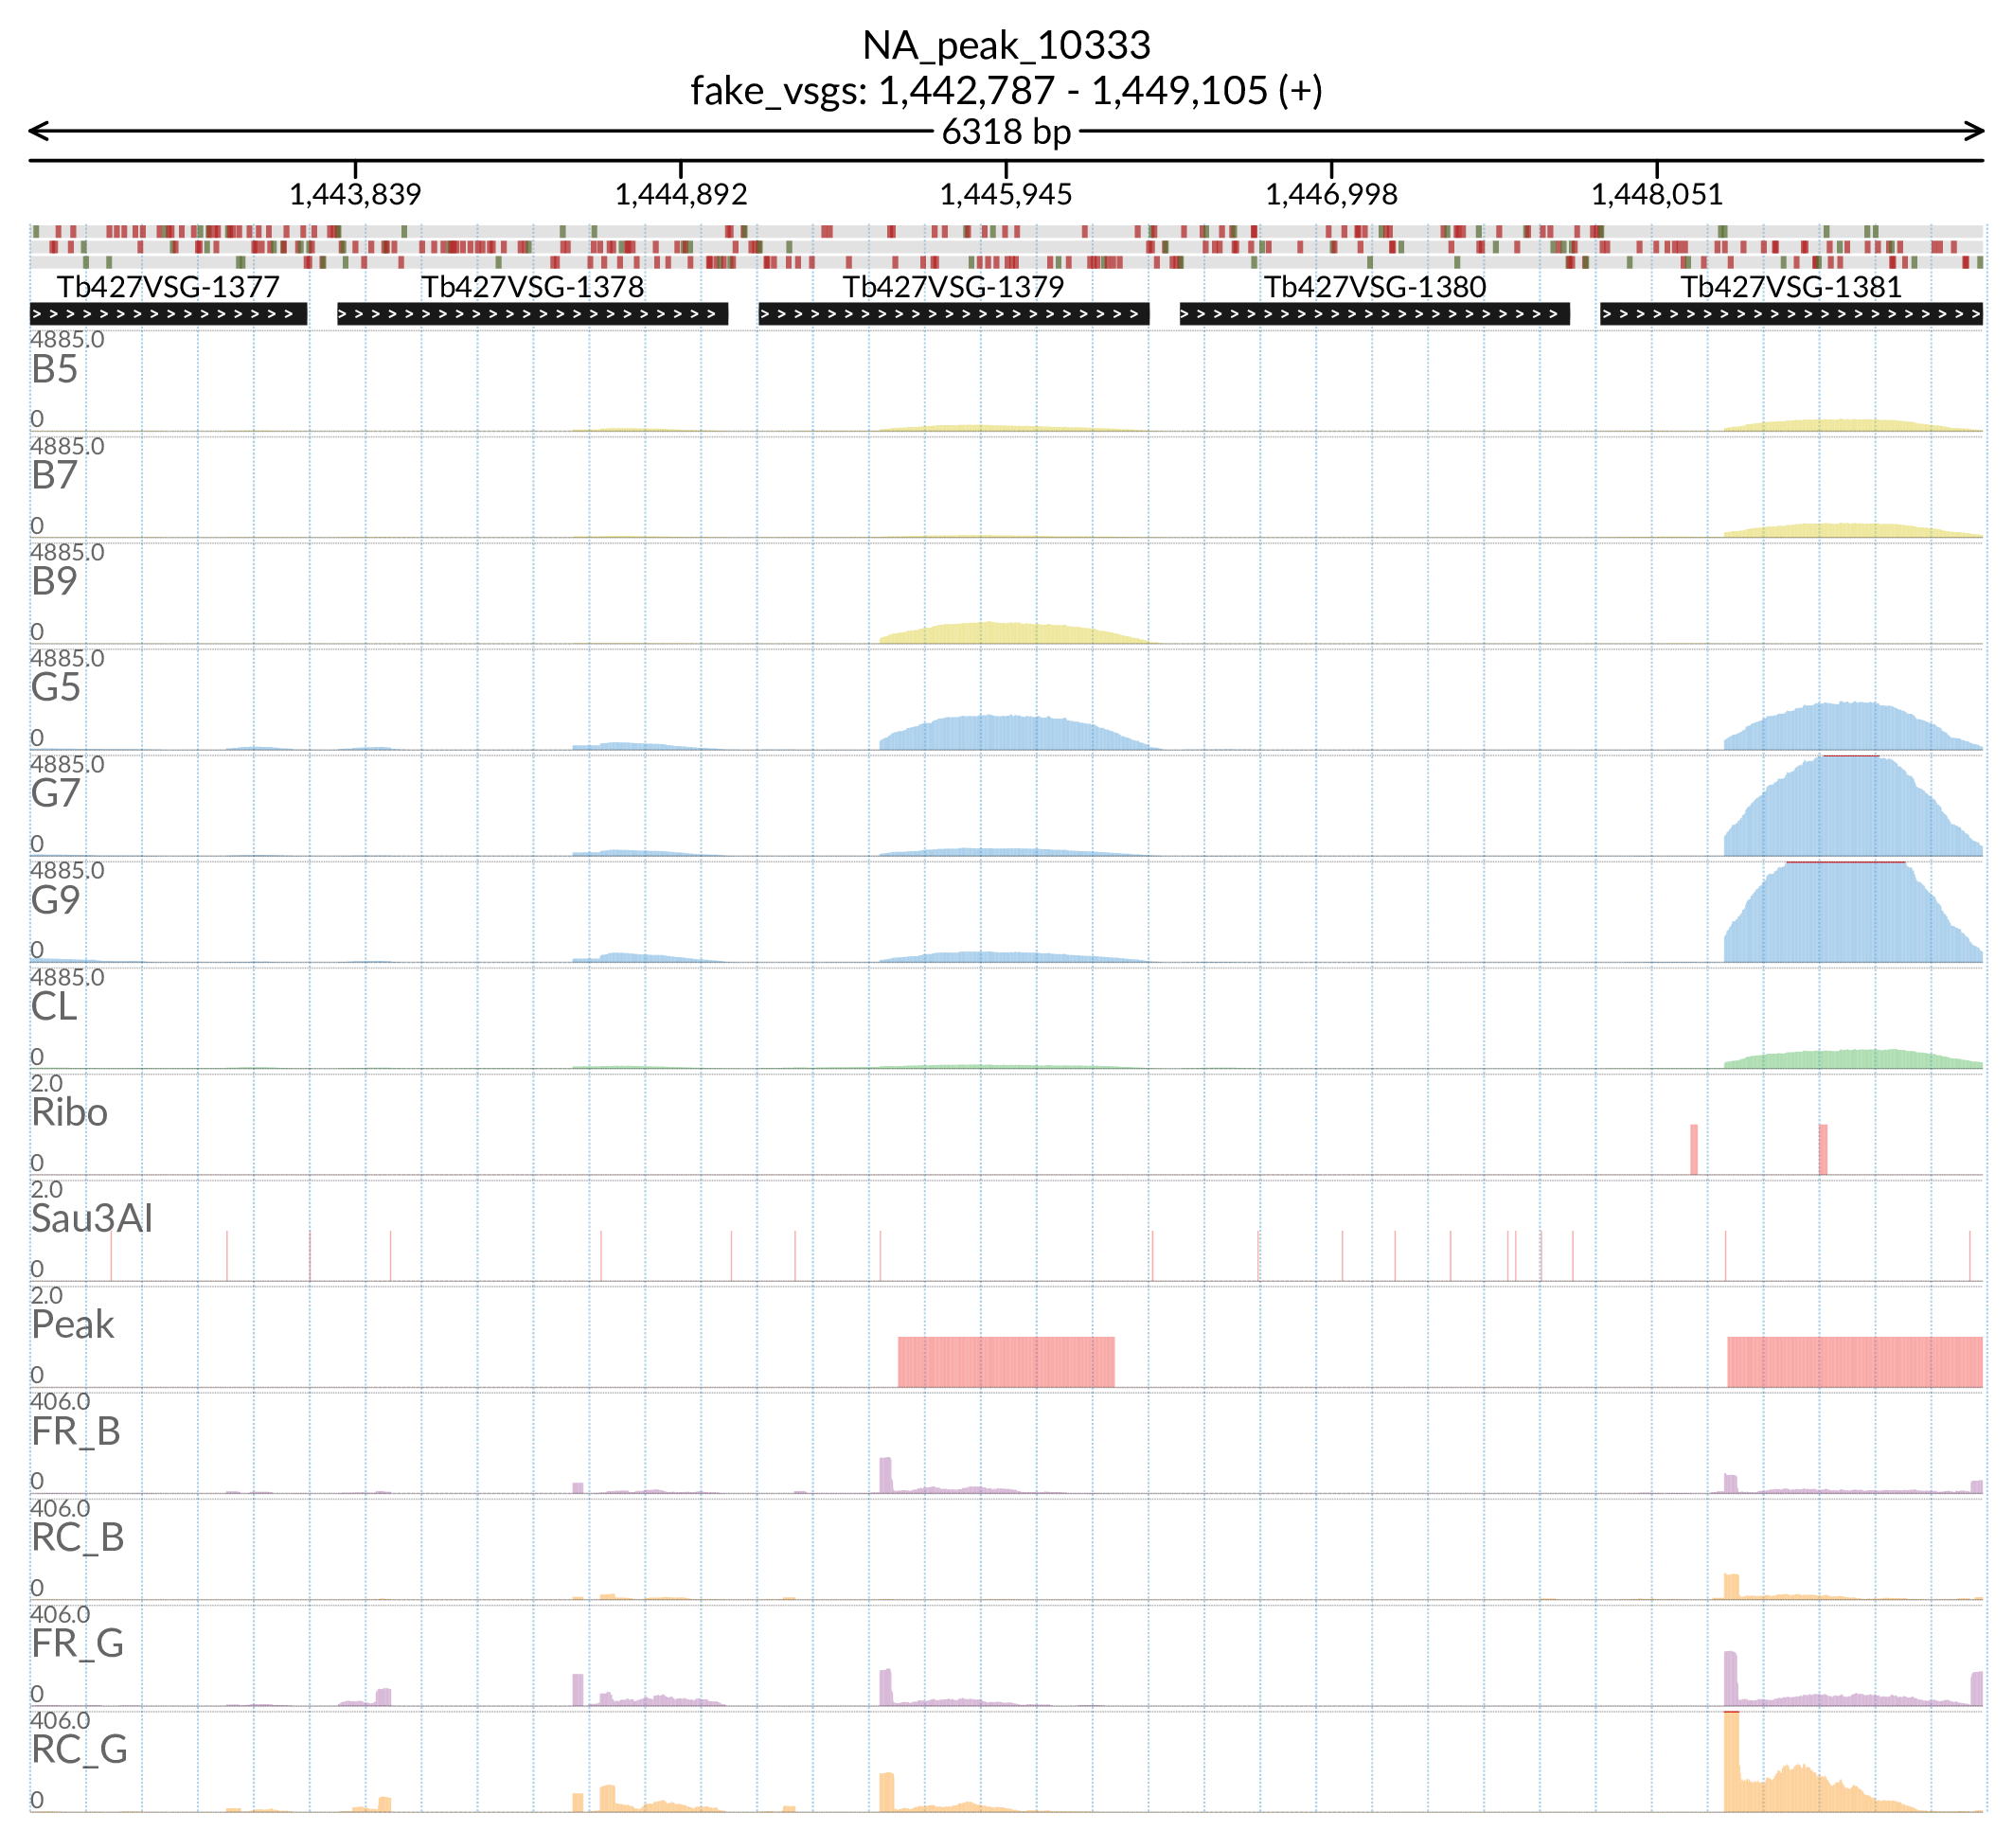 NA_peak_10333
fake_vsgs: 1,442,787 - 1,449,105 (+)
6318 bp
1,443,839 1,444,892 1,445,945 1,446,998 1,448,051
Tb427VSG-1377 Tb427VSG-1378 Tb427VSG-1379 Tb427VSG-1380 Tb427VSG-1381
4885.0
B5
0
4885.0
B7
0
4885.0
B9
0
4885.0
G5
0
4885.0
G7
0
4885.0
G9
0
4885.0
CL
0
2.0
Ribo
0
2.0
Sau3AI
0
2.0
Peak
0
406.0
FR_B
0
406.0
RC_B
0
406.0
FR_G
0
406.0
RC_G
0